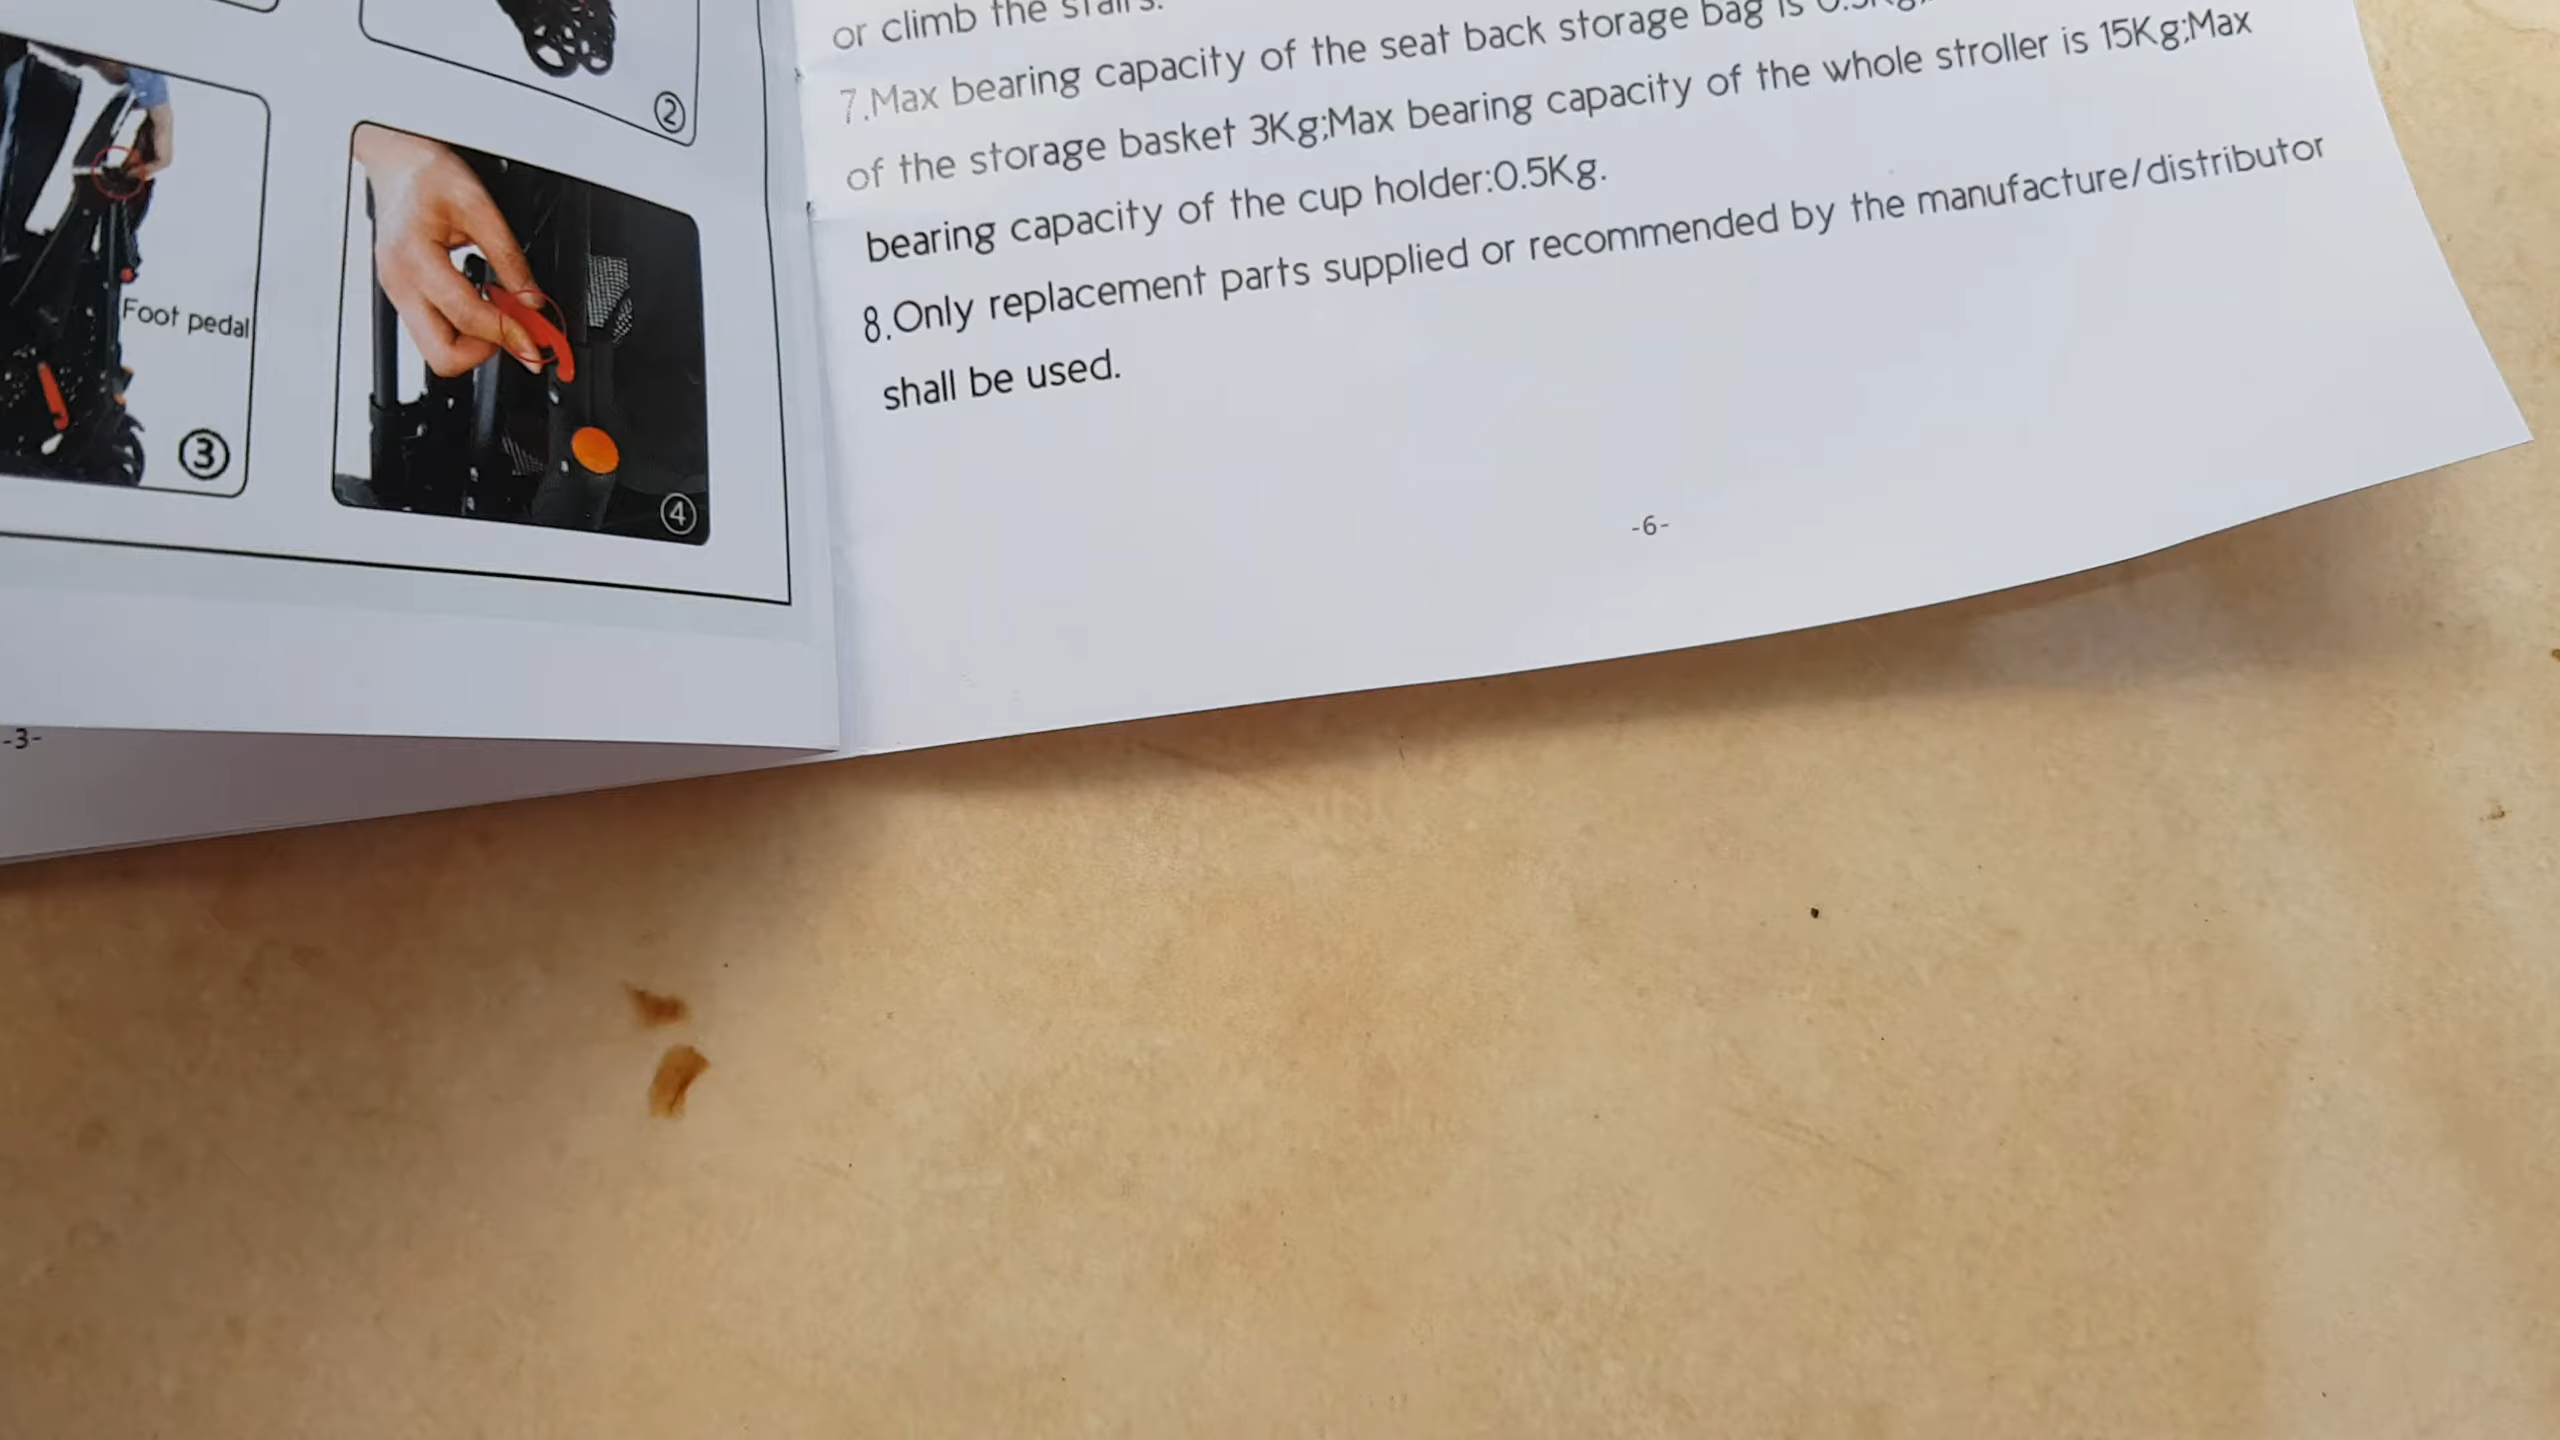 ②
Foot pedal
③
④
-3-
or climb the stairs.
7.Max bearing capacity of the seat back storage bag is
of the storage basket 3Kg;Max bearing capacity of the whole stroller is 15Kg;Max
bearing capacity of the cup holder:0.5Kg.
8.Only replacement parts supplied or recommended by the manufacture/distributor
shall be used.
-6-